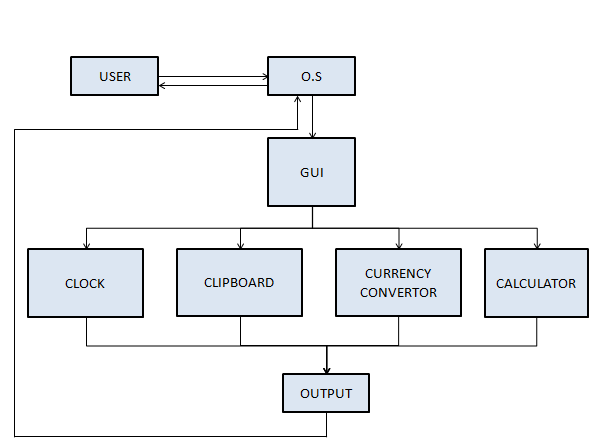 USER
O.S
GUI
CLOCK
CLIPBOARD
CURRENCY
CONVERTOR
CALCULATOR
OUTPUT